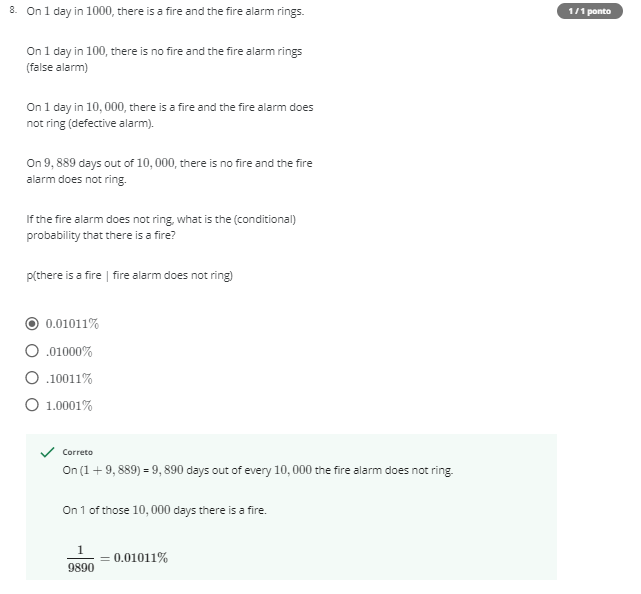 8. On 1 day in 1000, there is a fire and the fire alarm rings.
1 / 1 ponto
On 1 day in 100, there is no fire and the fire alarm rings
(false alarm)
On 1 day in 10, 000, there is a fire and the fire alarm does
not ring (defective alarm).
On 9, 889 days out of 10, 000, there is no fire and the fire
alarm does not ring.
If the fire alarm does not ring, what is the (conditional)
probability that there is a fire?
p(there is a fire | fire alarm does not ring)
0.01011%
.01000%
.10011%
1.0001%
Correto
On (1 + 9, 889) = 9, 890 days out of every 10, 000 the fire alarm does not ring.
On 1 of those 10, 000 days there is a fire.
1
9890 = 0.01011%